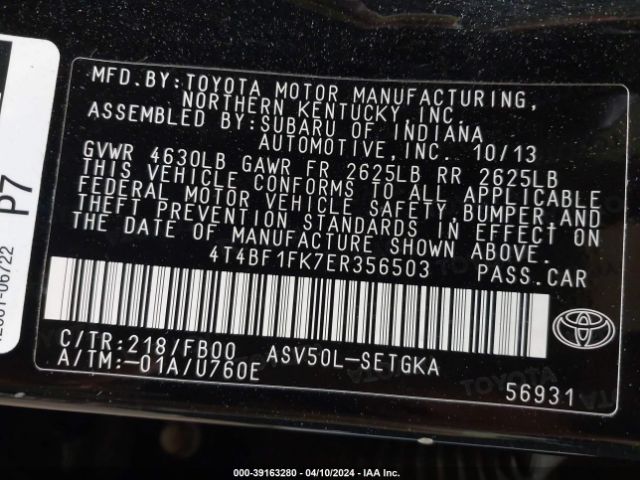 MFD.BY:TOYOTA MOTOR MANUFACTURING,
NORTHERN KENTUCKY, INC.
ASSEMBLED BY:SUBARU OF INDIANA
AUTOMOTIVE, INC. 10/13
GVWR 4630LB GAWR FR 2625LB RR 2625LB
THIS VEHICLE CONFORMS TO ALL APPLICABLE
FEDERAL MOTOR VEHICLE SAFETY,BUMPER AND
THEFT PREVENTION STANDARDS IN EFFECT ON
THE DATE OF MANUFACTURE SHOWN ABOVE.
4T4BF1FK7ER356503 PASS.CAR
C/TR:218/FB00 ASV50L-SETGKA
A/TM:-01A/U760E
56931
TOYOTA
P7
06722
000-39163280 - 04/10/2024 - IAA Inc.